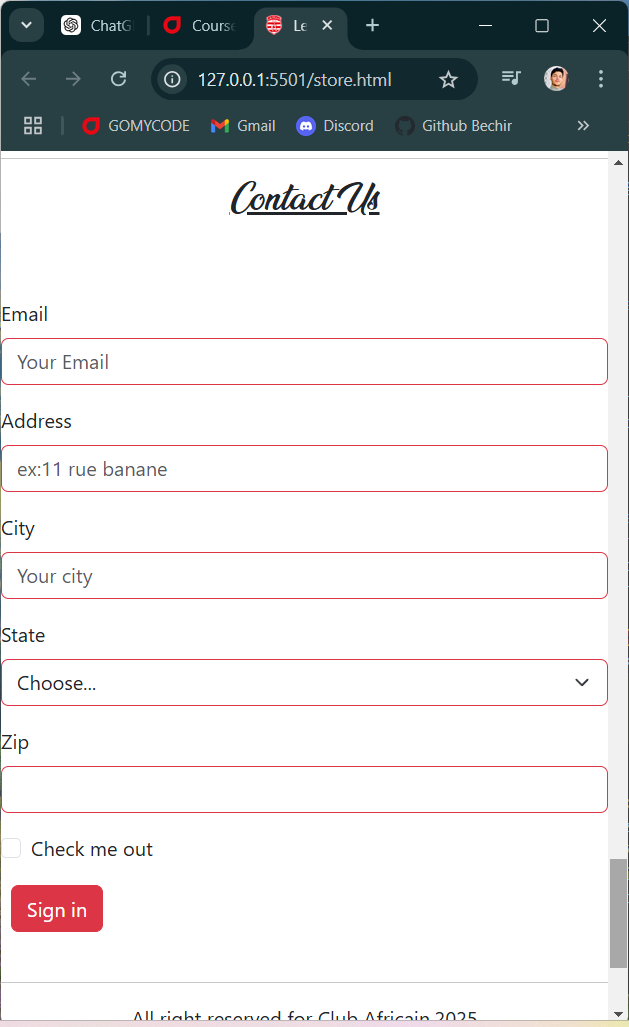 ChatG
Course
Le
127.0.0.1:5501/store.html
GOMYCODE
Gmail
Discord
Github Bechir
Contact Us
Email
Your Email
Address
ex:11 rue banane
City
Your city
State
Choose...
Zip
Check me out
Sign in
All right reserved for Club Africain 2025